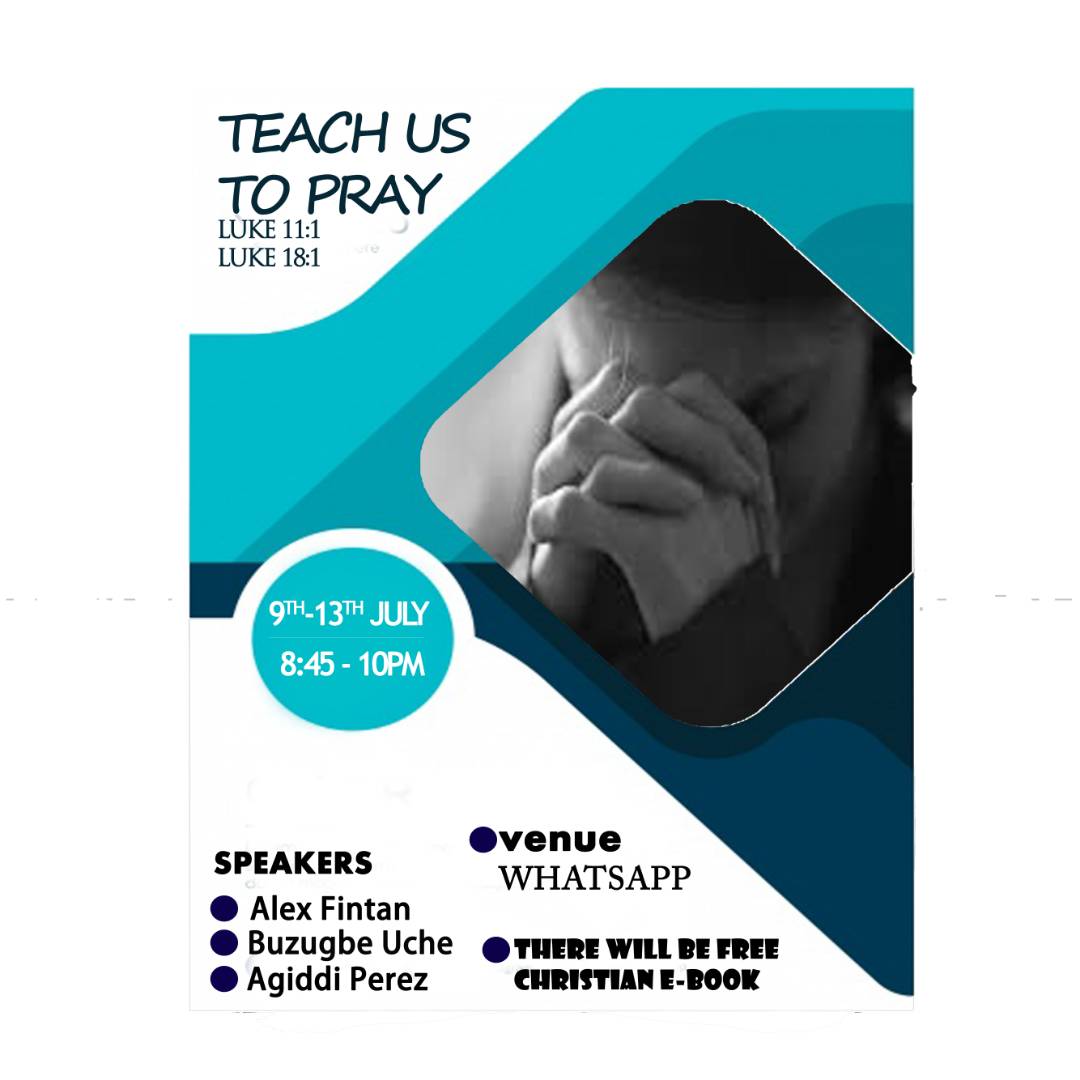 TEACH US
TO PRAY
LUKE 11:1
LUKE 18:1
9TH-13TH JULY
8:45 - 10PM
SPEAKERS
Alex Fintan
Buzugbe Uche
Agiddi Perez
venue
WHATSAPP
THERE WILL BE FREE
CHRISTIAN E-BOOK